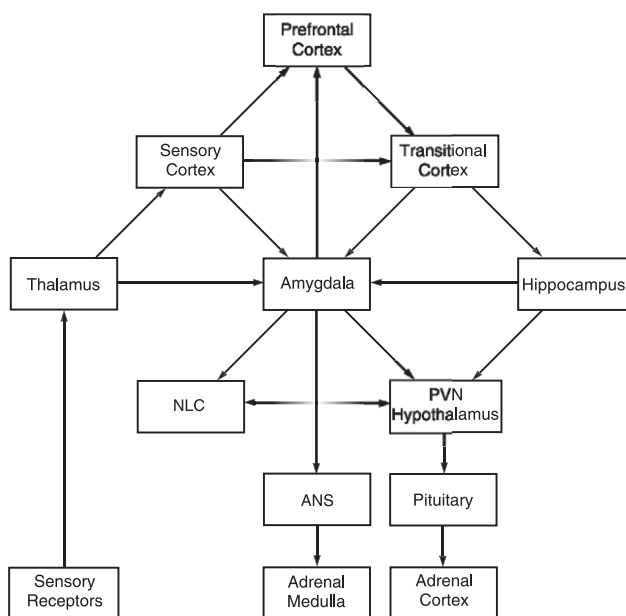 Prefrontal
Cortex
Sensory
Cortex
Transitional
Cortex
Thalamus
Amygdala
Hippocampus
NLC
PVN
Hypothalamus
ANS
Pituitary
Sensory
Receptors
Adrenal
Medulla
Adrenal
Cortex